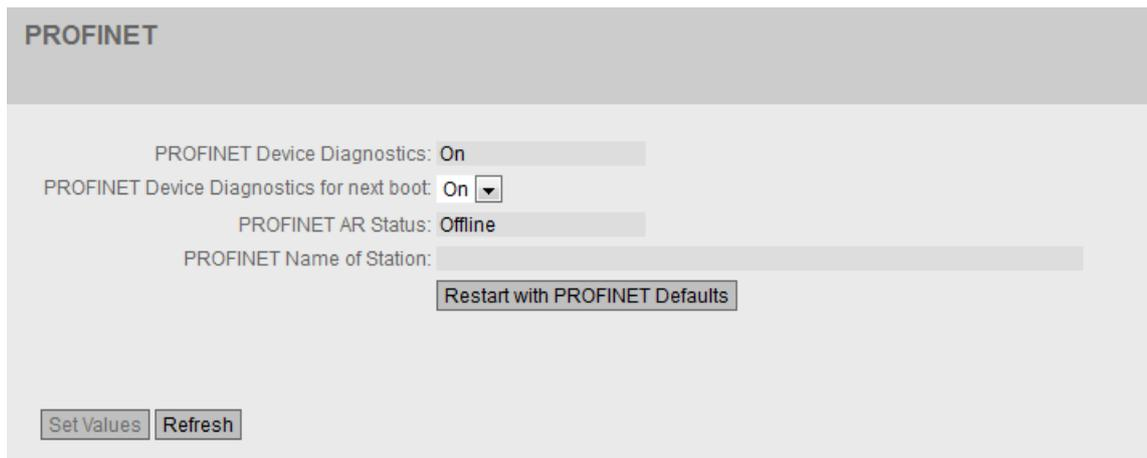 PROFINET
PROFINET Device Diagnostics: On
PROFINET Device Diagnostics for next boot: On
PROFINET AR Status: Offline
PROFINET Name of Station:
Restart with PROFINET Defaults
Set Values Refresh